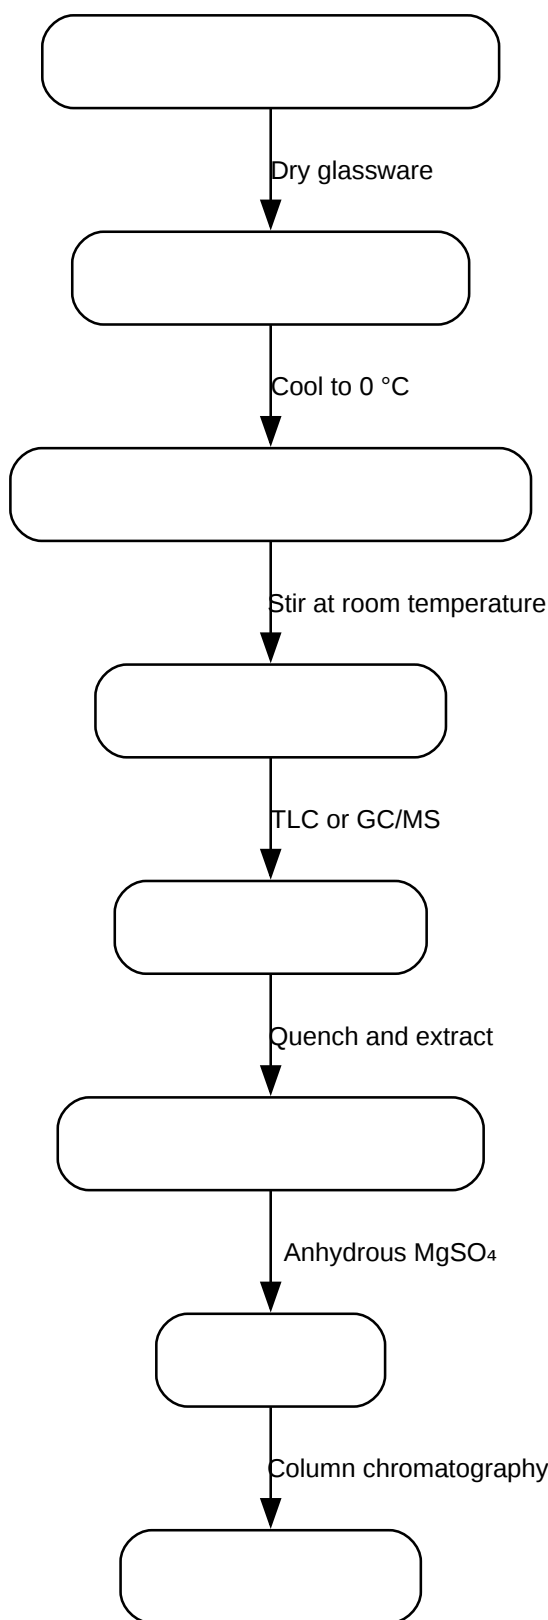 Dry glassware
Cool to 0 °C
Stir at room temperature
TLC or GC/MS
Quench and extract
Anhydrous MgSO₄
Column chromatography